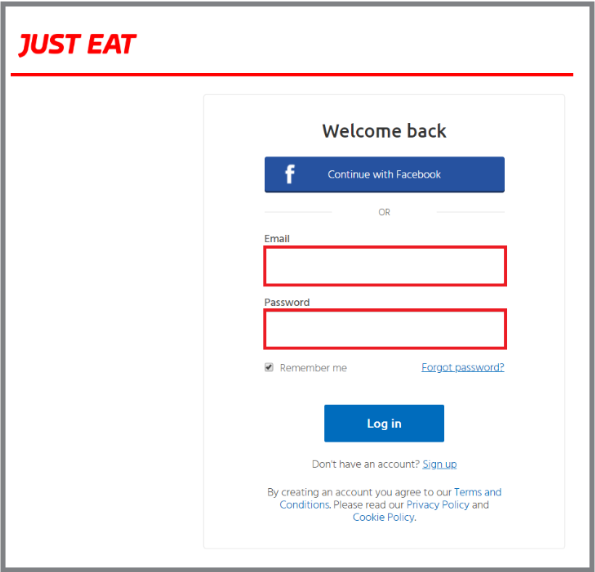 JUST EAT
Welcome back
f Continue with Facebook
OR
Email
Password
Remember me Forgot password?
Log in
Don't have an account? Sign up
By creating an account you agree to our Terms and
Conditions. Please read our Privacy Policy and
Cookie Policy.